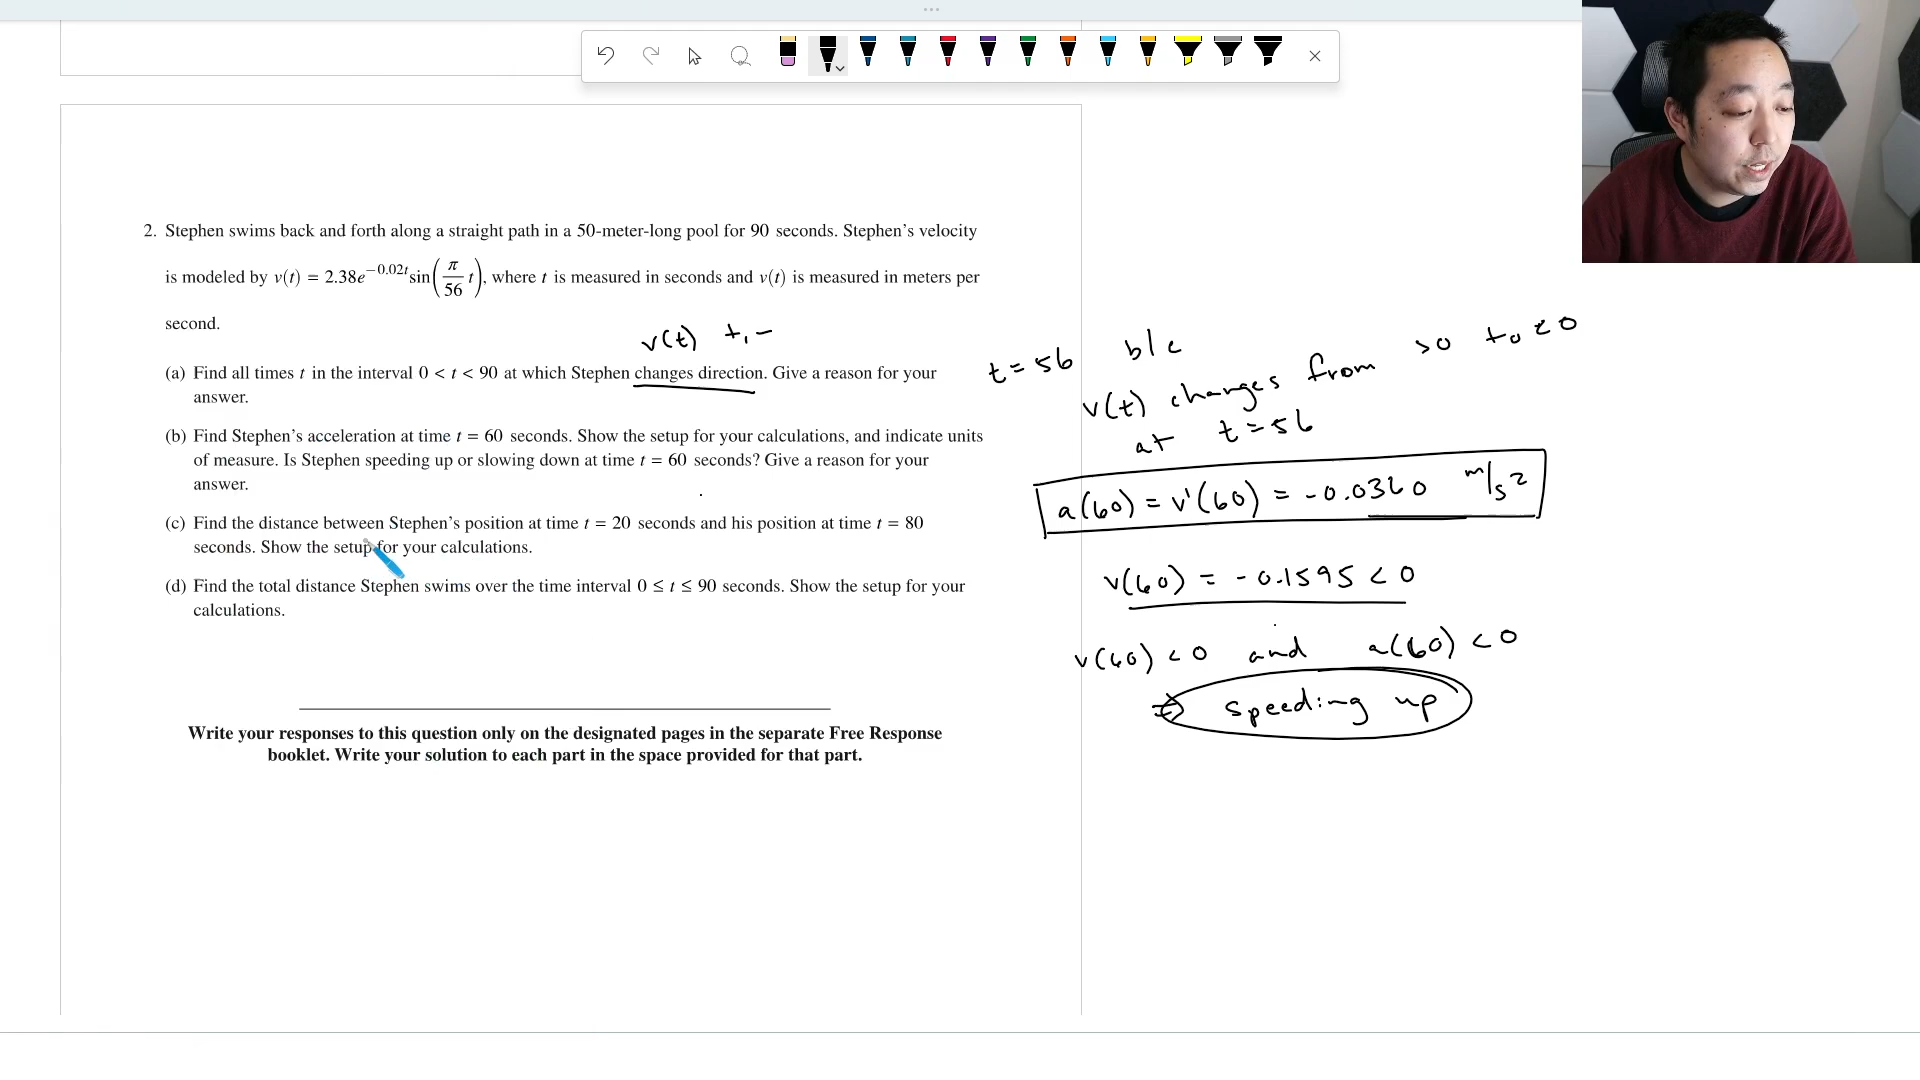 2. Stephen swims back and forth along a straight path in a 50-meter-long pool for 90 seconds. Stephen's velocity
is modeled by v(t) = 2.38e^{-0.02t} sin(π/56 t), where t is measured in seconds and v(t) is measured in meters per
second.
v(t) +, -
(a) Find all times t in the interval 0 < t < 90 at which Stephen changes direction. Give a reason for your
answer.
(b) Find Stephen's acceleration at time t = 60 seconds. Show the setup for your calculations, and indicate units
of measure. Is Stephen speeding up or slowing down at time t = 60 seconds? Give a reason for your
answer.
(c) Find the distance between Stephen's position at time t = 20 seconds and his position at time t = 80
seconds. Show the setup for your calculations.
(d) Find the total distance Stephen swims over the time interval 0 ≤ t ≤ 90 seconds. Show the setup for your
calculations.
Write your responses to this question only on the designated pages in the separate Free Response
booklet. Write your solution to each part in the space provided for that part.
t = 56 b/c
v(t) changes from >0 to <0
at t = 56
a(60) = v'(60) = -0.0360 m/s²
v(60) = -0.1595 < 0
v(60) < 0 and a(60) < 0
⇒ speeding up